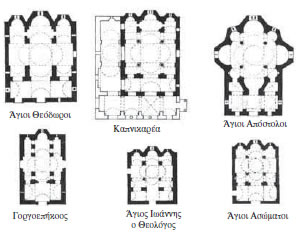 Άγιοι Θεόδωροι
Καπνικαρέα
Άγιοι Απόστολοι
Γοργοεπήκοος
Άγιος Ιωάννης
ο Θεολόγος
Άγιοι Ασώματοι